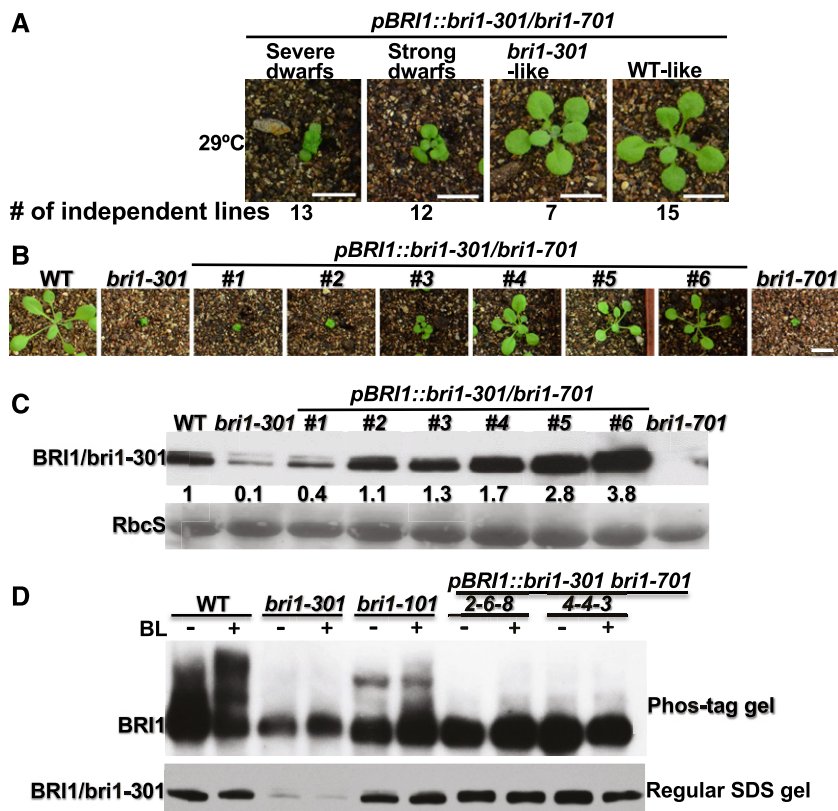 A
pBRI1::bri1-301/bri1-701
Severe dwarfs
Strong dwarfs
bri1-301 -like
WT-like
29ºC
# of independent lines 13 12 7 15
B
pBRI1::bri1-301/bri1-701
WT bri1-301 #1 #2 #3 #4 #5 #6 bri1-701
C
pBRI1::bri1-301/bri1-701
WT bri1-301 #1 #2 #3 #4 #5 #6 bri1-701
BRI1/bri1-301
1 0.1 0.4 1.1 1.3 1.7 2.8 3.8
RbcS
D
pBRI1::bri1-301 bri1-701
WT bri1-301 bri1-101 2-6-8 4-4-3
BL - + - + - + - + - +
BRI1
Phos-tag gel
BRI1/bri1-301
Regular SDS gel